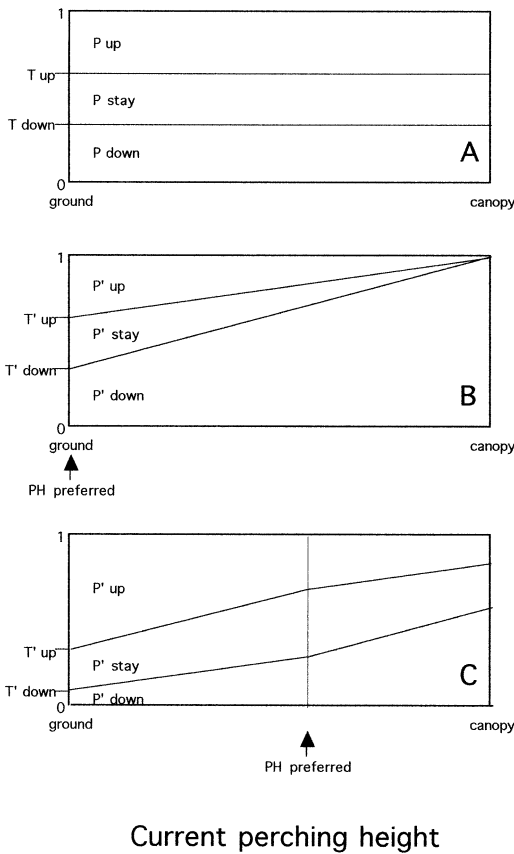 1
P up
T up
P stay
T down
P down
A
0
ground canopy
1
P' up
T' up
P' stay
T' down
P' down
B
0
ground canopy
PH preferred
1
P' up
T' up
P' stay
C
T' down
P' down
0
ground canopy
PH preferred
Current perching height